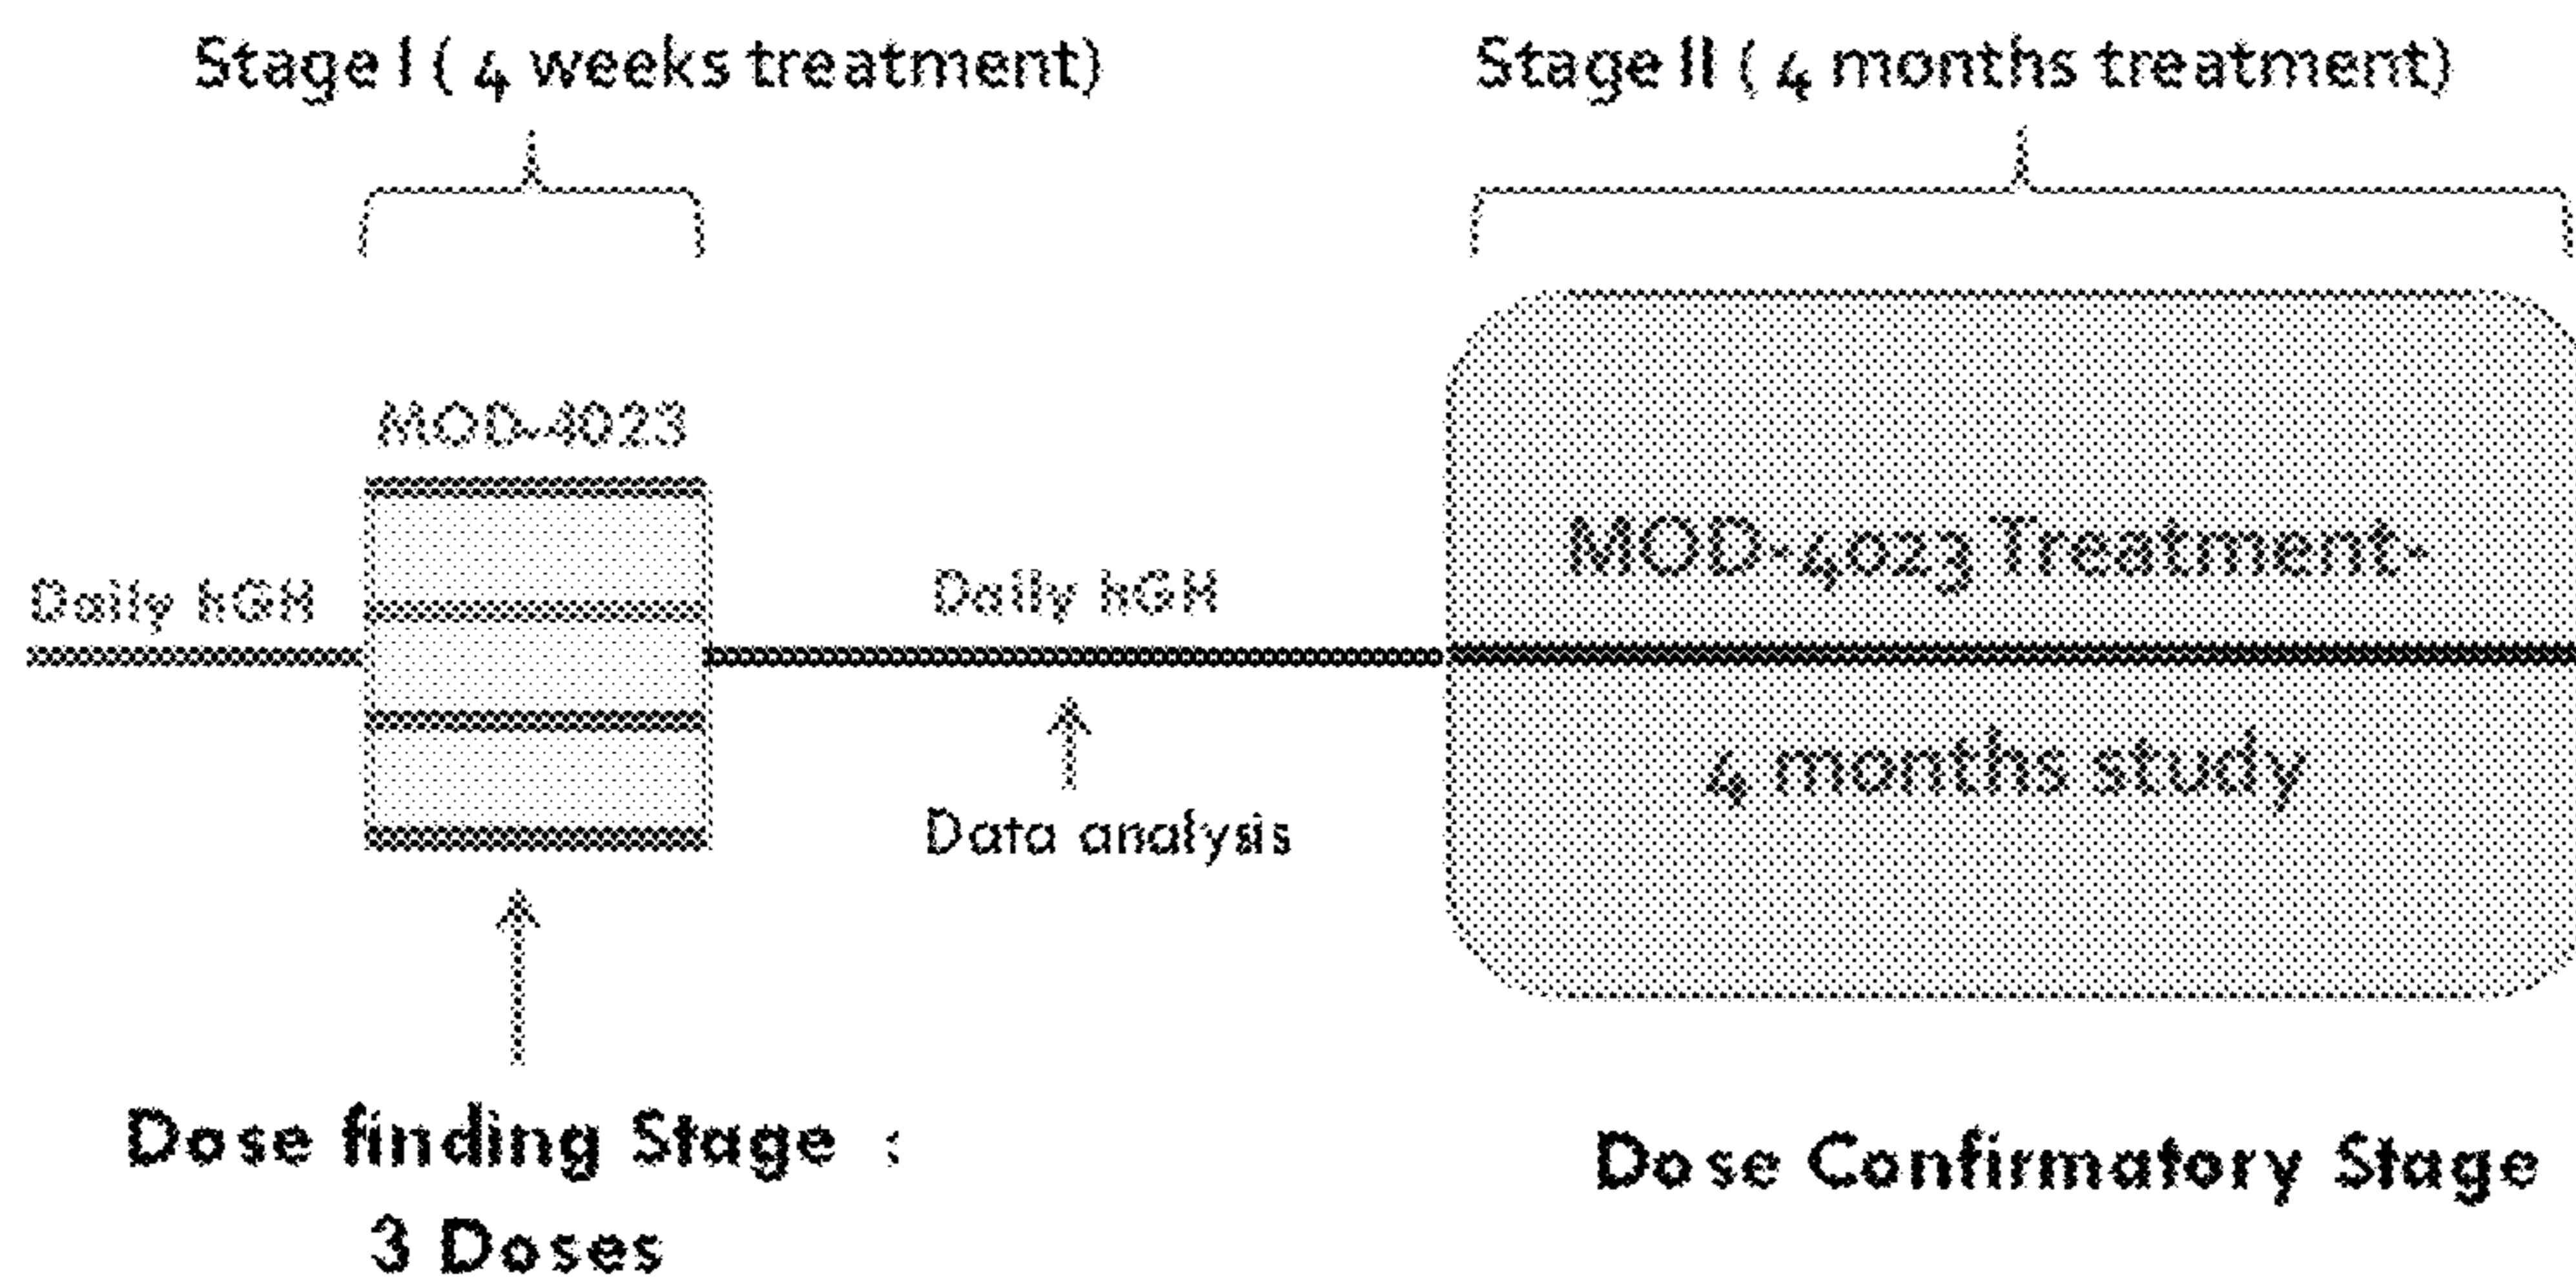 Stage I ( 4 weeks treatment)
Stage II ( 4 months treatment)
MOD-4023
Daily hGH
Daily hGH
MOD-4023 Treatment-
4 months study
Data analysis
Dose finding Stage :
3 Doses
Dose Confirmatory Stage